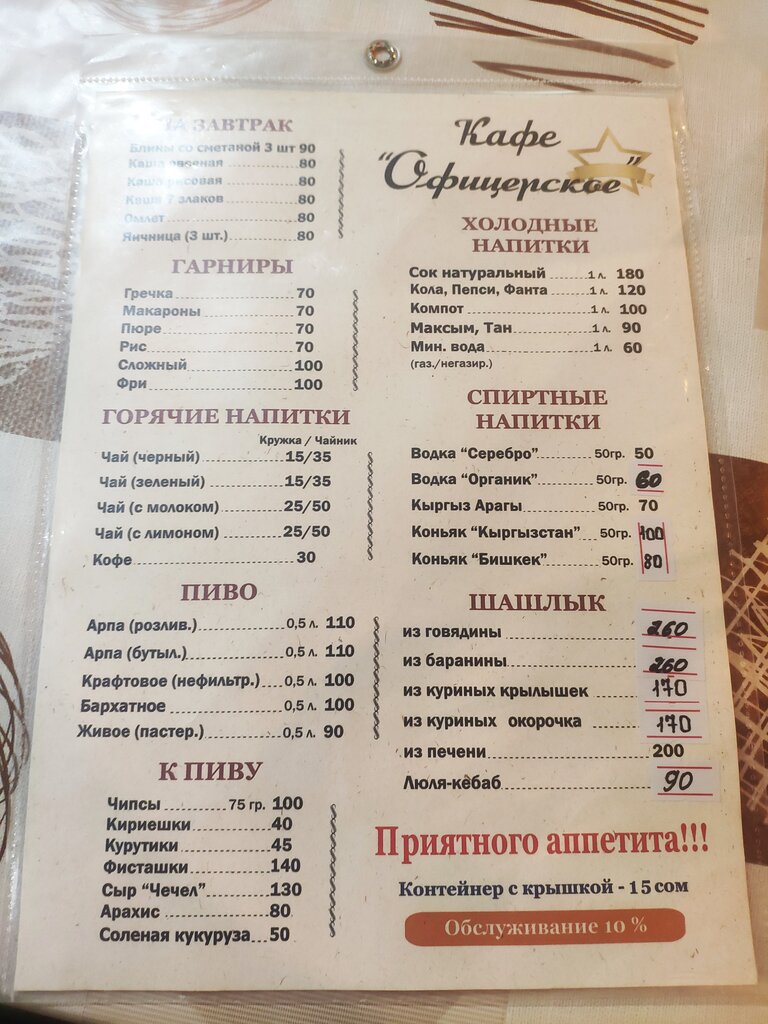 НА ЗАВТРАК
Блины со сметаной 3 шт 90
Каша овсяная 80
Каша рисовая 80
Каша 7 злаков 80
Омлет 80
Яичница (3 шт.) 80
ГАРНИРЫ
Гречка 70
Макароны 70
Пюре 70
Рис 70
Сложный 100
Фри 100
ГОРЯЧИЕ НАПИТКИ
Кружка / Чайник
Чай (черный) 15/35
Чай (зеленый) 15/35
Чай (с молоком) 25/50
Чай (с лимоном) 25/50
Кофе 30
ПИВО
Арпа (розлив.) 0,5 л. 110
Арпа (бутыл.) 0,5 л. 110
Крафтовое (нефильтр.) 0,5 л. 100
Бархатное 0,5 л. 100
Живое (пастер.) 0,5 л. 90
К ПИВУ
Чипсы 75 гр. 100
Кириешки 40
Курутики 45
Фисташки 140
Сыр “Чечел” 130
Арахис 80
Соленая кукуруза 50
Кафе
“Офицерское”
ХОЛОДНЫЕ
НАПИТКИ
Сок натуральный 1 л. 180
Кола, Пепси, Фанта 1 л. 120
Компот 1 л. 100
Максым, Тан 1 л. 90
Мин. вода 1 л. 60
(газ./негазир.)
СПИРТНЫЕ
НАПИТКИ
Водка “Серебро” 50гр. 50
Водка “Органик” 50гр. 60
Кыргыз Арагы 50гр. 70
Коньяк “Кыргызстан” 50гр. 100
Коньяк “Бишкек” 50гр. 80
ШАШЛЫК
из говядины 260
из баранины 260
из куриных крылышек 170
из куриных окорочка 170
из печени 200
Люля-кебаб 90
Приятного аппетита!!!
Контейнер с крышкой - 15 сом
Обслуживание 10 %